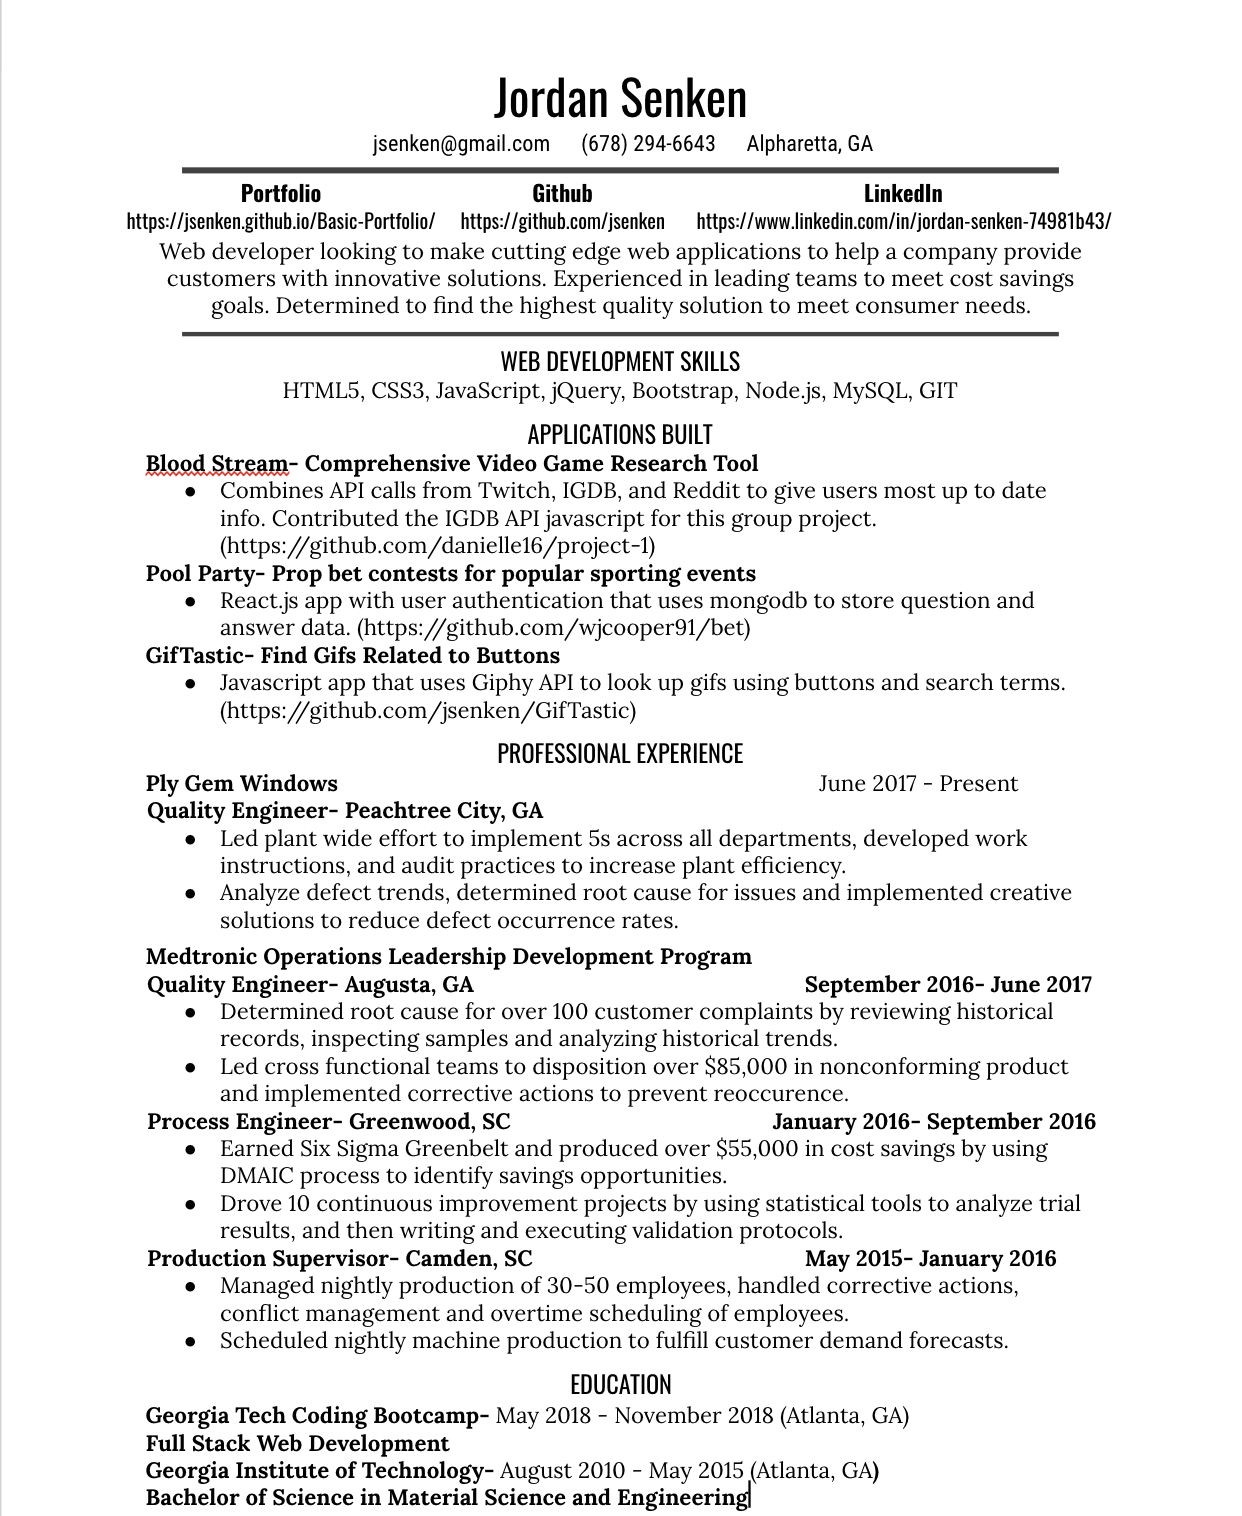 Jordan Senken
jsenken@gmail.com (678) 294-6643 Alpharetta, GA
Portfolio Github LinkedIn
https://jsenken.github.io/Basic-Portfolio/ https://github.com/jsenken https://www.linkedin.com/in/jordan-senken-74981b43/
Web developer looking to make cutting edge web applications to help a company provide
customers with innovative solutions. Experienced in leading teams to meet cost savings
goals. Determined to find the highest quality solution to meet consumer needs.
WEB DEVELOPMENT SKILLS
HTML5, CSS3, JavaScript, jQuery, Bootstrap, Node.js, MySQL, GIT
APPLICATIONS BUILT
Blood Stream- Comprehensive Video Game Research Tool
● Combines API calls from Twitch, IGDB, and Reddit to give users most up to date
info. Contributed the IGDB API javascript for this group project.
(https://github.com/danielle16/project-1)
Pool Party- Prop bet contests for popular sporting events
● React.js app with user authentication that uses mongodb to store question and
answer data. (https://github.com/wjcooper91/bet)
GifTastic- Find Gifs Related to Buttons
● Javascript app that uses Giphy API to look up gifs using buttons and search terms.
(https://github.com/jsenken/GifTastic)
PROFESSIONAL EXPERIENCE
Ply Gem Windows June 2017 - Present
Quality Engineer- Peachtree City, GA
● Led plant wide effort to implement 5s across all departments, developed work
instructions, and audit practices to increase plant efficiency.
● Analyze defect trends, determined root cause for issues and implemented creative
solutions to reduce defect occurrence rates.
Medtronic Operations Leadership Development Program
Quality Engineer- Augusta, GA September 2016- June 2017
● Determined root cause for over 100 customer complaints by reviewing historical
records, inspecting samples and analyzing historical trends.
● Led cross functional teams to disposition over $85,000 in nonconforming product
and implemented corrective actions to prevent reoccurence.
Process Engineer- Greenwood, SC January 2016- September 2016
● Earned Six Sigma Greenbelt and produced over $55,000 in cost savings by using
DMAIC process to identify savings opportunities.
● Drove 10 continuous improvement projects by using statistical tools to analyze trial
results, and then writing and executing validation protocols.
Production Supervisor- Camden, SC May 2015- January 2016
● Managed nightly production of 30-50 employees, handled corrective actions,
conflict management and overtime scheduling of employees.
● Scheduled nightly machine production to fulfill customer demand forecasts.
EDUCATION
Georgia Tech Coding Bootcamp- May 2018 - November 2018 (Atlanta, GA)
Full Stack Web Development
Georgia Institute of Technology- August 2010 - May 2015 (Atlanta, GA)
Bachelor of Science in Material Science and Engineering